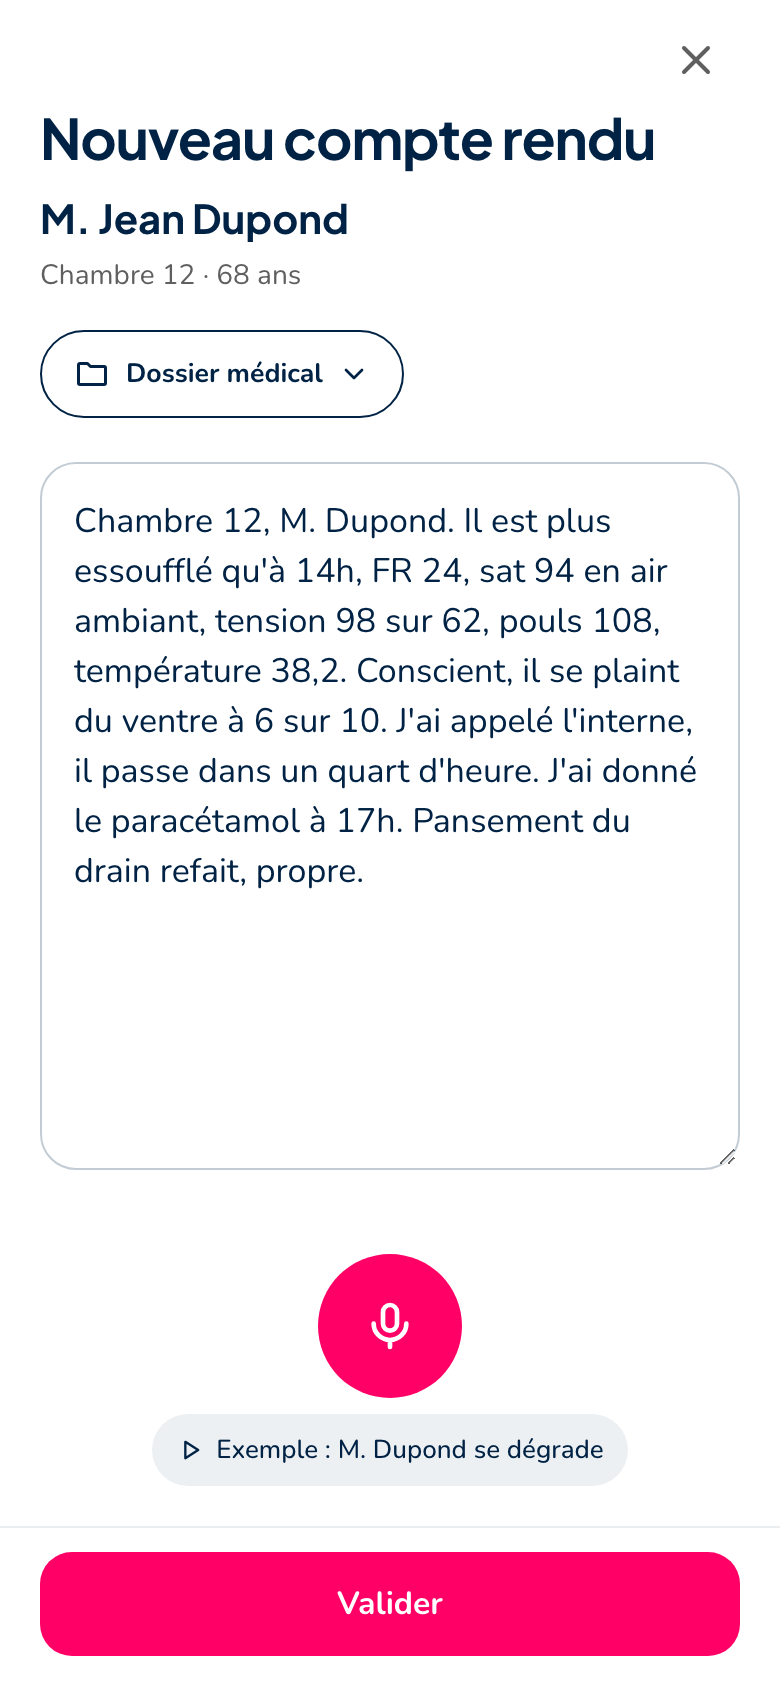 Nouveau compte rendu
M. Jean Dupond
Chambre 12 · 68 ans
Dossier médical
Chambre 12, M. Dupond. Il est plus
essoufflé qu'à 14h, FR 24, sat 94 en air
ambiant, tension 98 sur 62, pouls 108,
température 38,2. Conscient, il se plaint
du ventre à 6 sur 10. J'ai appelé l'interne,
il passe dans un quart d'heure. J'ai donné
le paracétamol à 17h. Pansement du
drain refait, propre.
Exemple : M. Dupond se dégrade
Valider